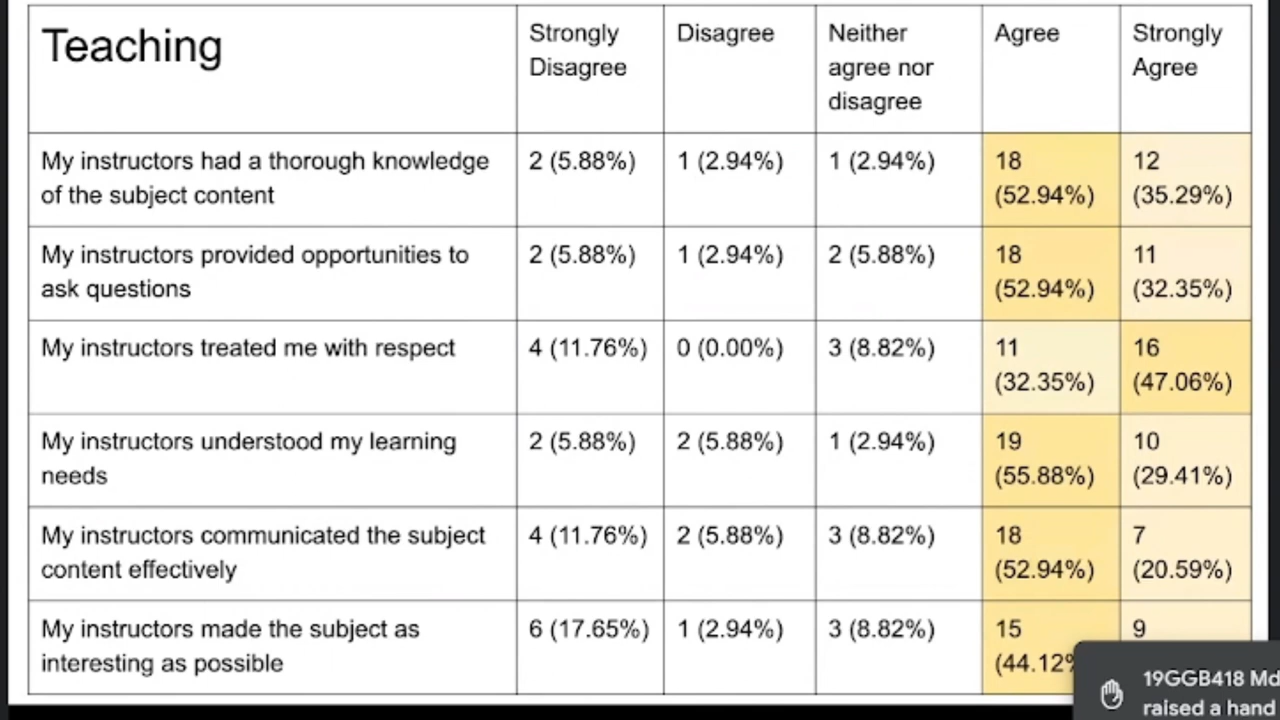 Teaching
Strongly
Disagree
Disagree
Neither
agree nor
disagree
Agree
Strongly
Agree
My instructors had a thorough knowledge
of the subject content
2 (5.88%)
1 (2.94%)
1 (2.94%)
18
(52.94%)
12
(35.29%)
My instructors provided opportunities to
ask questions
2 (5.88%)
1 (2.94%)
2 (5.88%)
18
(52.94%)
11
(32.35%)
My instructors treated me with respect
4 (11.76%)
0 (0.00%)
3 (8.82%)
11
(32.35%)
16
(47.06%)
My instructors understood my learning
needs
2 (5.88%)
2 (5.88%)
1 (2.94%)
19
(55.88%)
10
(29.41%)
My instructors communicated the subject
content effectively
4 (11.76%)
2 (5.88%)
3 (8.82%)
18
(52.94%)
7
(20.59%)
My instructors made the subject as
interesting as possible
6 (17.65%)
1 (2.94%)
3 (8.82%)
15
(44.12%
9
19GGB418 Md
raised a hand